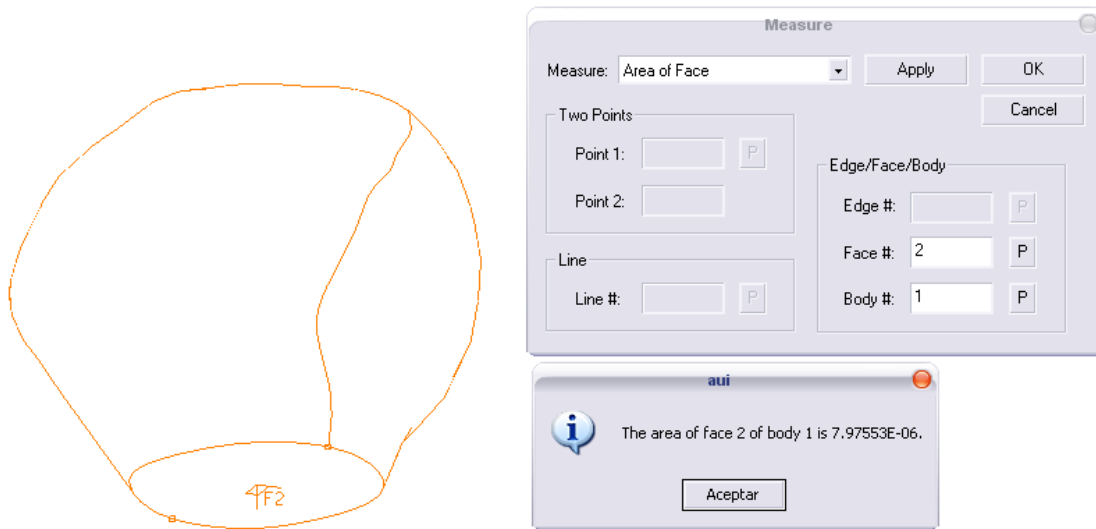 Measure
Measure: Area of Face
Apply
OK
Cancel
Two Points
Point 1:
P
Point 2:
Edge/Face/Body
Edge #:
P
Face #: 2
P
Body #: 1
P
Line
Line #:
P
F2
aui
The area of face 2 of body 1 is 7.97553E-06.
Aceptar